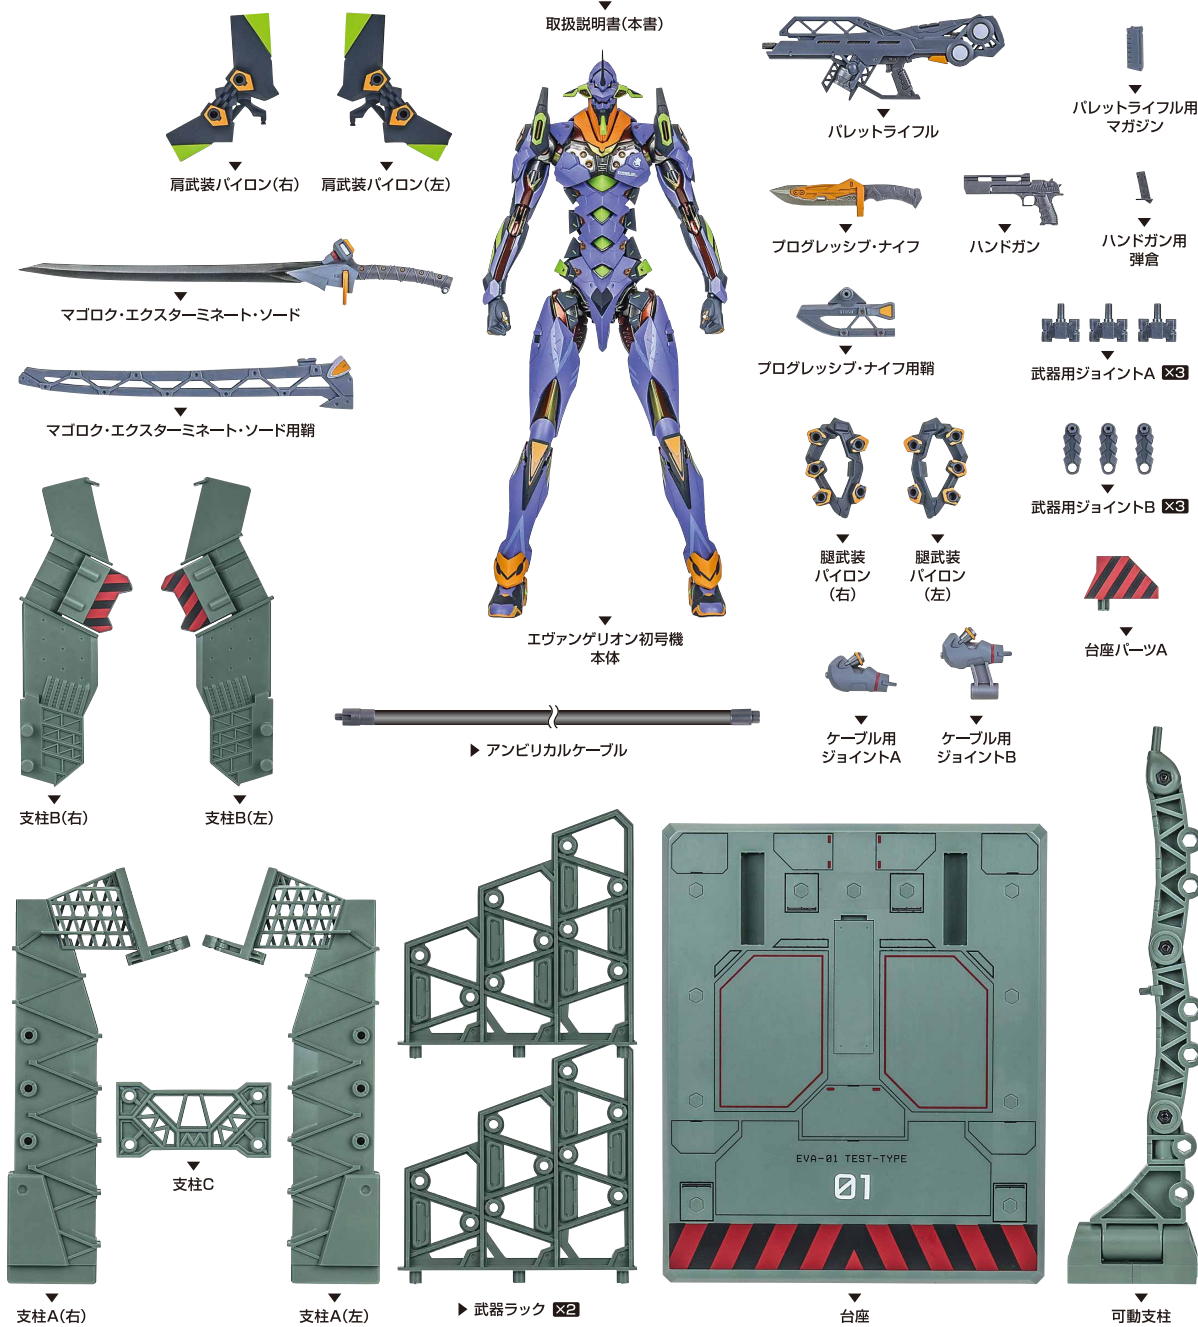 取扱説明書(本書)
パレットライフル
パレットライフル用
マガジン
肩武装パイロン(右)
肩武装パイロン(左)
プログレッシブ・ナイフ
ハンドガン
ハンドガン用
弾倉
マゴロク・エクスターミネート・ソード
プログレッシブ・ナイフ用鞘
武器用ジョイントA ×3
マゴロク・エクスターミネート・ソード用鞘
武器用ジョイントB ×3
腿武装
パイロン
(右)
腿武装
パイロン
(左)
エヴァンゲリオン初号機
本体
台座パーツA
アンビリカルケーブル
ケーブル用
ジョイントA
ケーブル用
ジョイントB
支柱B(右)
支柱B(左)
支柱C
EVA-01 TEST-TYPE
01
支柱A(右)
支柱A(左)
武器ラック ×2
台座
可動支柱